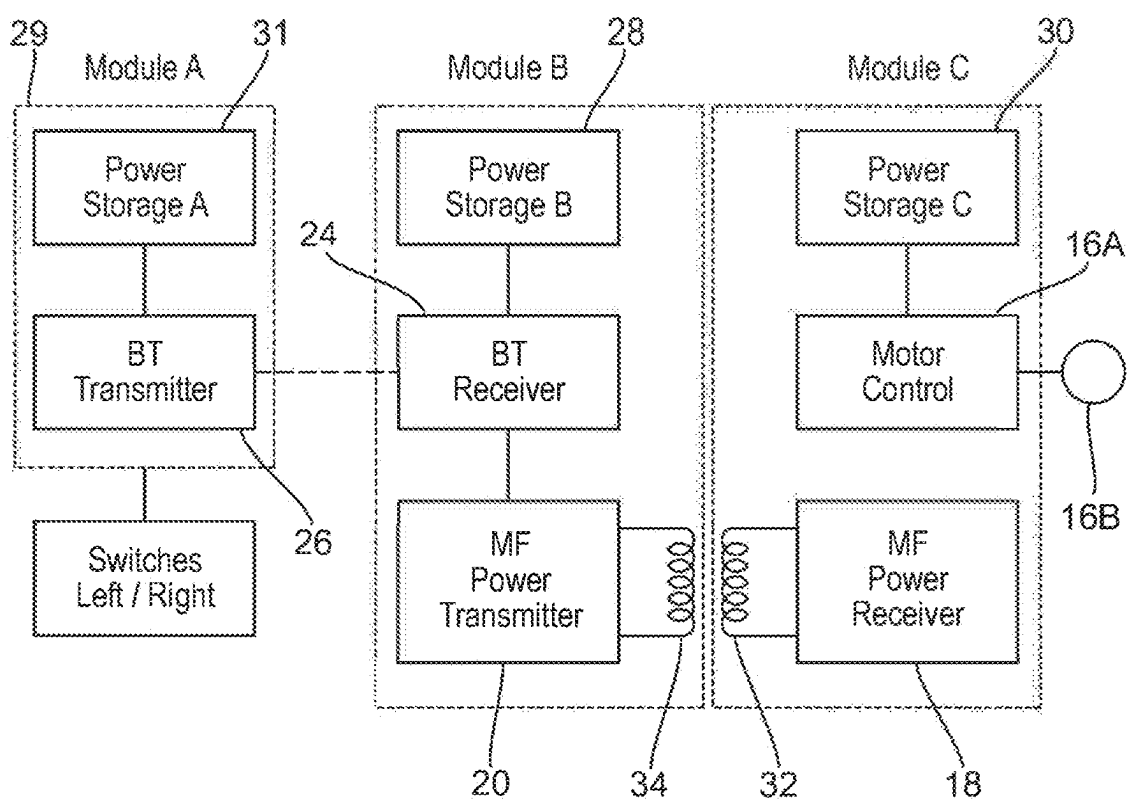 29
31
28
30
Module A
Module B
Module C
Power
Storage A
Power
Storage B
Power
Storage C
24
16A
BT
Transmitter
BT
Receiver
Motor
Control
26
16B
Switches
Left / Right
MF
Power
Transmitter
MF
Power
Receiver
20
34
32
18